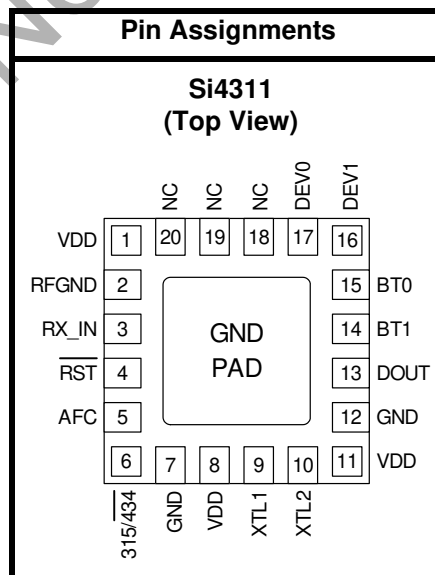 Pin Assignments
Si4311
(Top View)
NC NC NC DEV0 DEV1
VDD 1 20 19 18 17 16
RFGND 2 15 BT0
RX_IN 3 GND 14 BT1
RST 4 PAD 13 DOUT
AFC 5 12 GND
6 7 8 9 10 11 VDD
315/434 GND VDD XTL1 XTL2